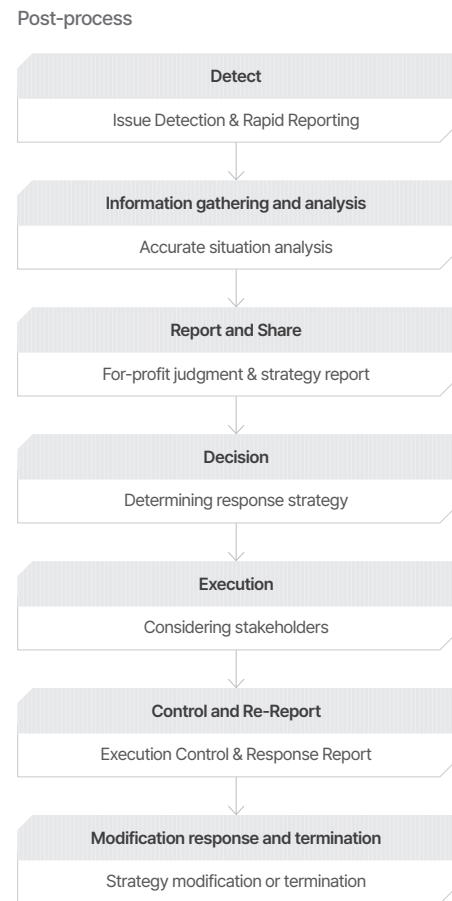 Post-process
Detect
Issue Detection & Rapid Reporting
Information gathering and analysis
Accurate situation analysis
Report and Share
For-profit judgment & strategy report
Decision
Determining response strategy
Execution
Considering stakeholders
Control and Re-Report
Execution Control & Response Report
Modification response and termination
Strategy modification or termination